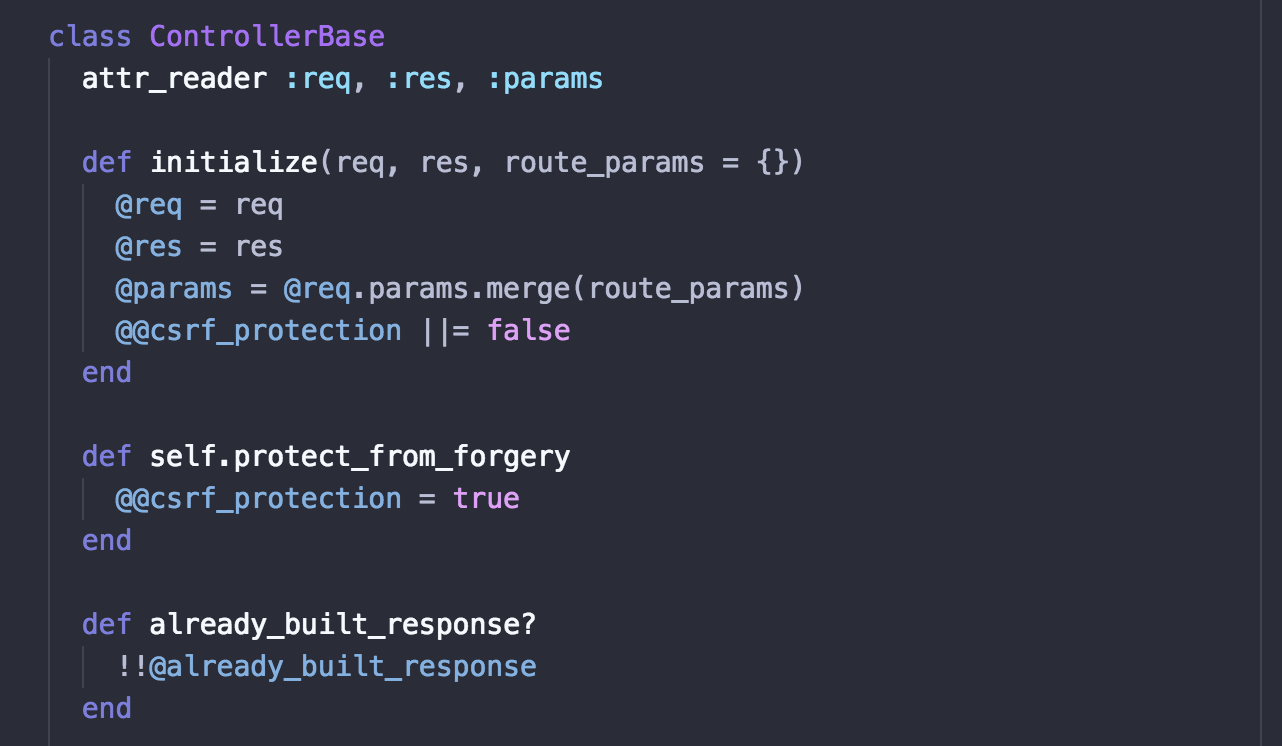 class ControllerBase
  attr_reader :req, :res, :params
  def initialize(req, res, route_params = {})
    @req = req
    @res = res
    @params = @req.params.merge(route_params)
    @@csrf_protection ||= false
  end
  def self.protect_from_forgery
    @@csrf_protection = true
  end
  def already_built_response?
    !!@already_built_response
  end